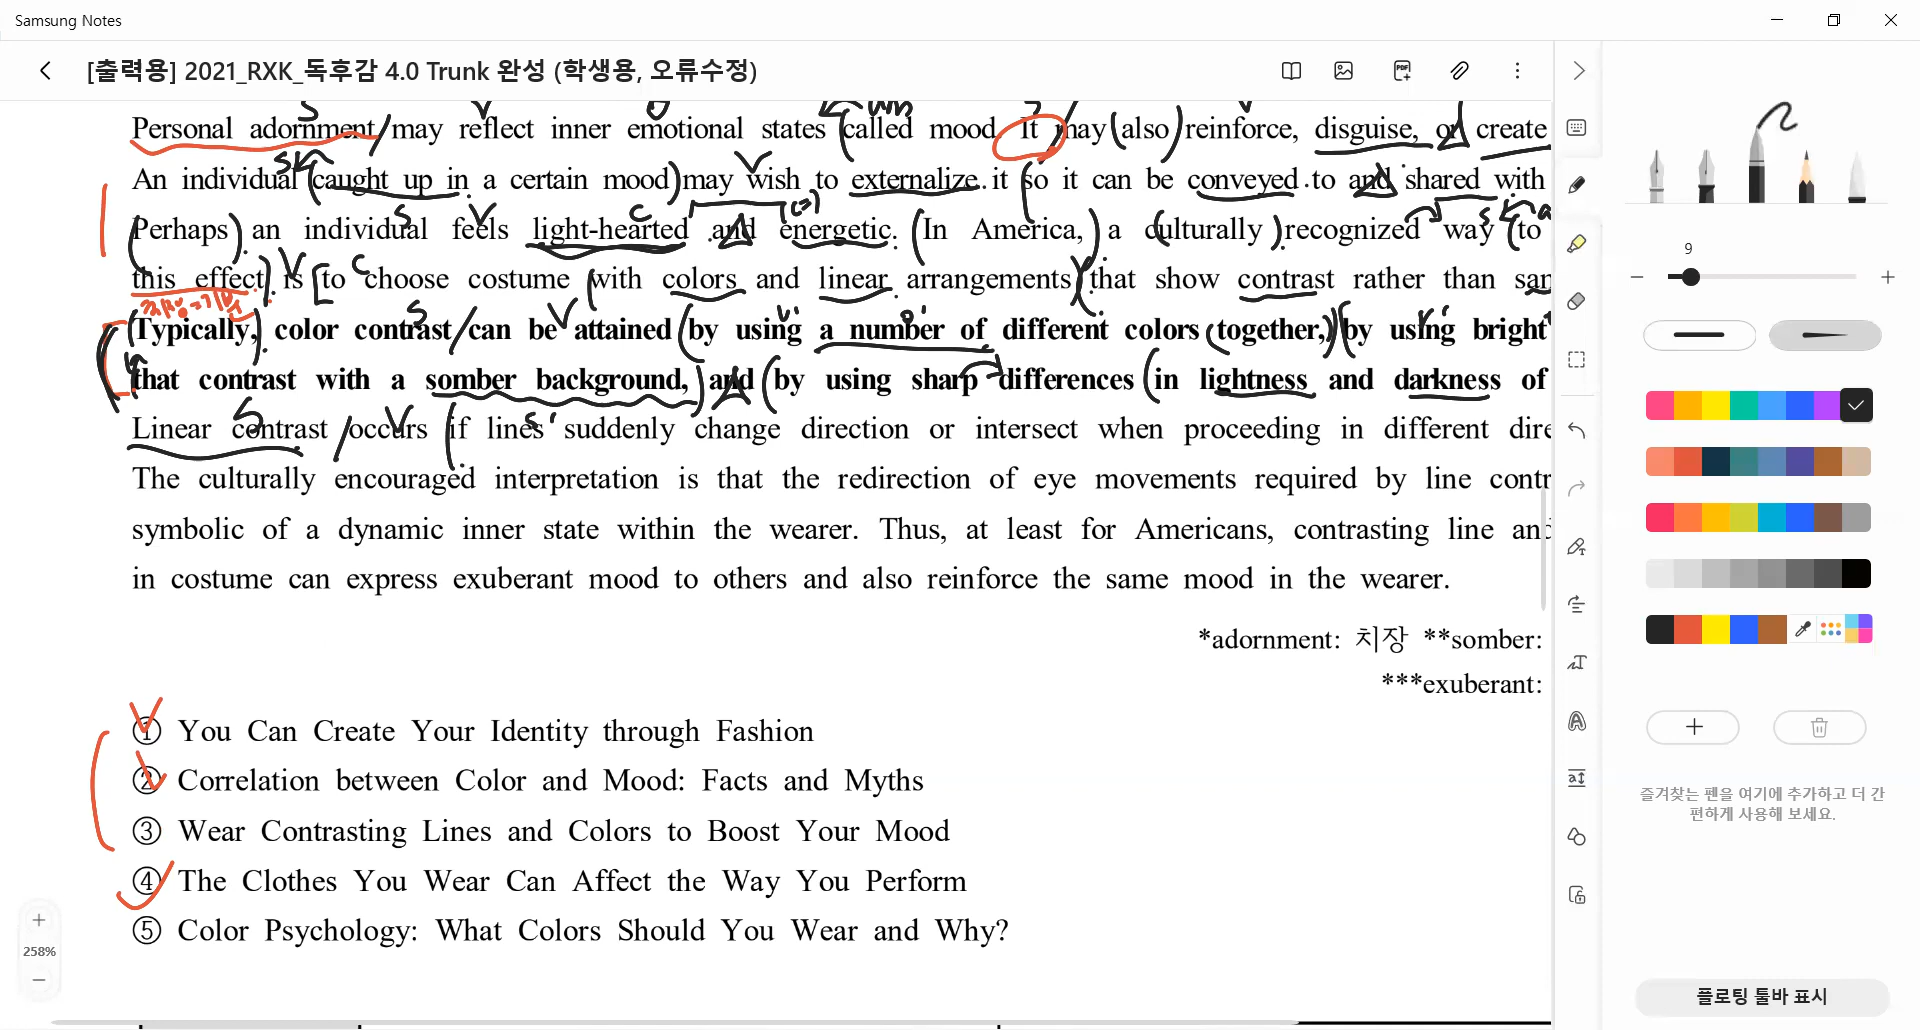 Samsung Notes
[출력용] 2021_RXK_독후감 4.0 Trunk 완성 (학생용, 오류수정)
Personal adornment may reflect inner emotional states called mood. It may also reinforce, disguise, or create
An individual caught up in a certain mood may wish to externalize it so it can be conveyed to and shared with
Perhaps an individual feels light-hearted and energetic. In America, a culturally recognized way to
this effect is to choose costume with colors and linear arrangements that show contrast rather than
Typically, color contrast can be attained by using a number of different colors together, by using bright
that contrast with a somber background, and by using sharp differences in lightness and darkness of
Linear contrast occurs if lines suddenly change direction or intersect when proceeding in different
The culturally encouraged interpretation is that the redirection of eye movements required by line
symbolic of a dynamic inner state within the wearer. Thus, at least for Americans, contrasting line
in costume can express exuberant mood to others and also reinforce the same mood in the wearer.
*adornment: 치장 **somber:
***exuberant:
① You Can Create Your Identity through Fashion
② Correlation between Color and Mood: Facts and Myths
③ Wear Contrasting Lines and Colors to Boost Your Mood
④ The Clothes You Wear Can Affect the Way You Perform
⑤ Color Psychology: What Colors Should You Wear and Why?
258%
9
즐겨찾는 펜을 여기에 추가하고 더 간
편하게 사용해 보세요.
플로팅 툴바 표시